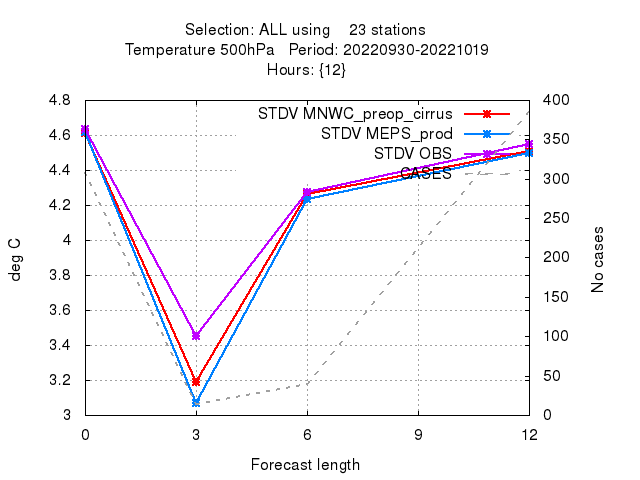 Selection: ALL using 23 stations
Temperature 500hPa Period: 20220930-20221019
Hours: {12}
STDV MNWC_preop_cirrus
STDV MEPS_prod
STDV OBS
CASES
4.8
4.6
4.4
4.2
4
3.8
3.6
3.4
3.2
3
deg C
400
350
300
250
200
150
100
50
0
No cases
0 3 6 9 12
Forecast length